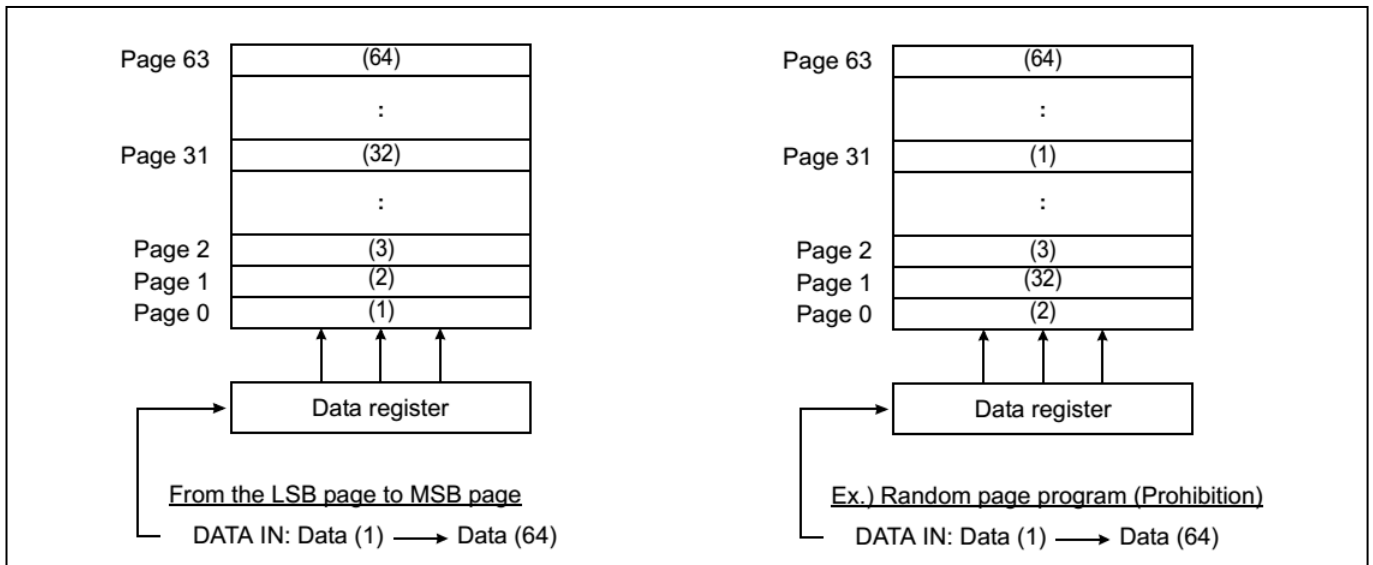 Page 63 (64)
:
Page 31 (32)
:
Page 2 (3)
Page 1 (2)
Page 0 (1)
Data register
From the LSB page to MSB page
DATA IN: Data (1) Data (64)
Page 63 (64)
:
Page 31 (1)
:
Page 2 (3)
Page 1 (32)
Page 0 (2)
Data register
Ex.) Random page program (Prohibition)
DATA IN: Data (1) Data (64)